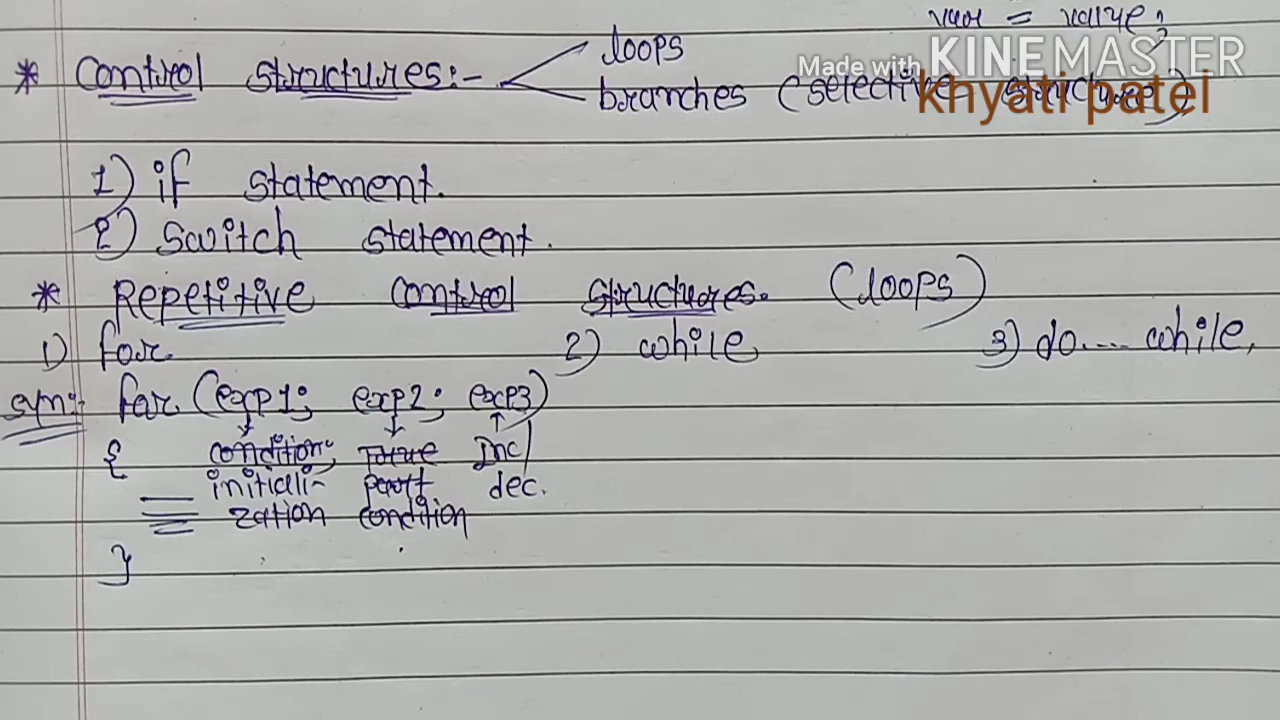 var = value;
Made with KINEMASTER
khyati patel
* Control structures:- loops
branches (selective structures)
1) if statement.
2) switch statement.
* Repetitive control structures. (loops)
1) for 2) while 3) do.... while,
syn:- for (exp1; exp2; exp3)
{ condition; True Inc/
initiali- part dec.
zation condition
}